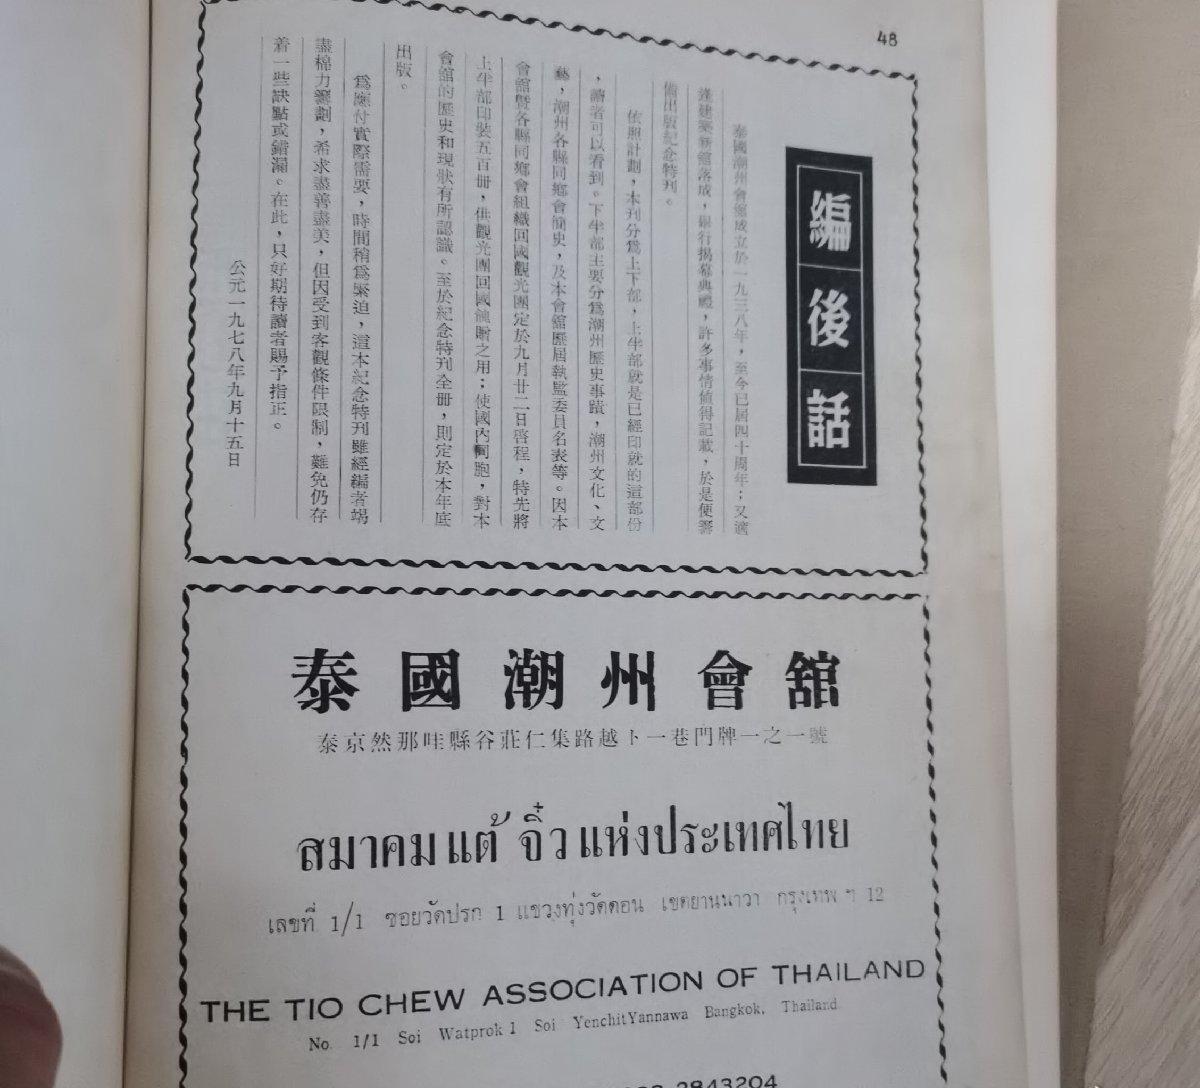 48
編後話
泰國潮州會館成立於一九三八年，至今已屆四十周年；又適
逢建築新館落成，舉行揭幕典禮，許多事情値得記載，於是便籌
備出版紀念特刊。
依照計劃，本刊分爲上下部，上半部就是已經印就的這部份
，讀者可以看到。下半部主要分爲潮州歷史事蹟，潮州文化、文
藝，潮州各縣同鄉會簡史，及本會館歷屆執監委員名表等。因本
會館暨各縣同鄉會組織回國觀光團定於九月廿二日啓程，特先將
上半部印裝五百册，供觀光團回國餽贈之用；使國內同胞，對本
會館的歷史和現狀有所認識。至於紀念特刊全册，則定於本年底
出版。
爲應付實際需要，時間稍爲緊迫，這本紀念特刊雖經編者竭
盡棉力籌劃，希求盡善盡美，但因受到客觀條件限制，難免仍存
着一些缺點或錯漏。在此，只好期待讀者賜予指正。
公元一九七八年九月十五日
泰國潮州會館
泰京然那哇縣谷莊仁集路越卜一巷門牌一之一號
สมาคมแต้จิ๋วแห่งประเทศไทย
เลขที่ 1/1 ซอยวัดปรก 1 แขวงทุ่งวัดดอน เขตยานนาวา กรุงเทพ ฯ 12
THE TIO CHEW ASSOCIATION OF THAILAND
No. 1/1 Soi Watprok 1 Soi YenchitYannawa Bangkok, Thailand.
2843204